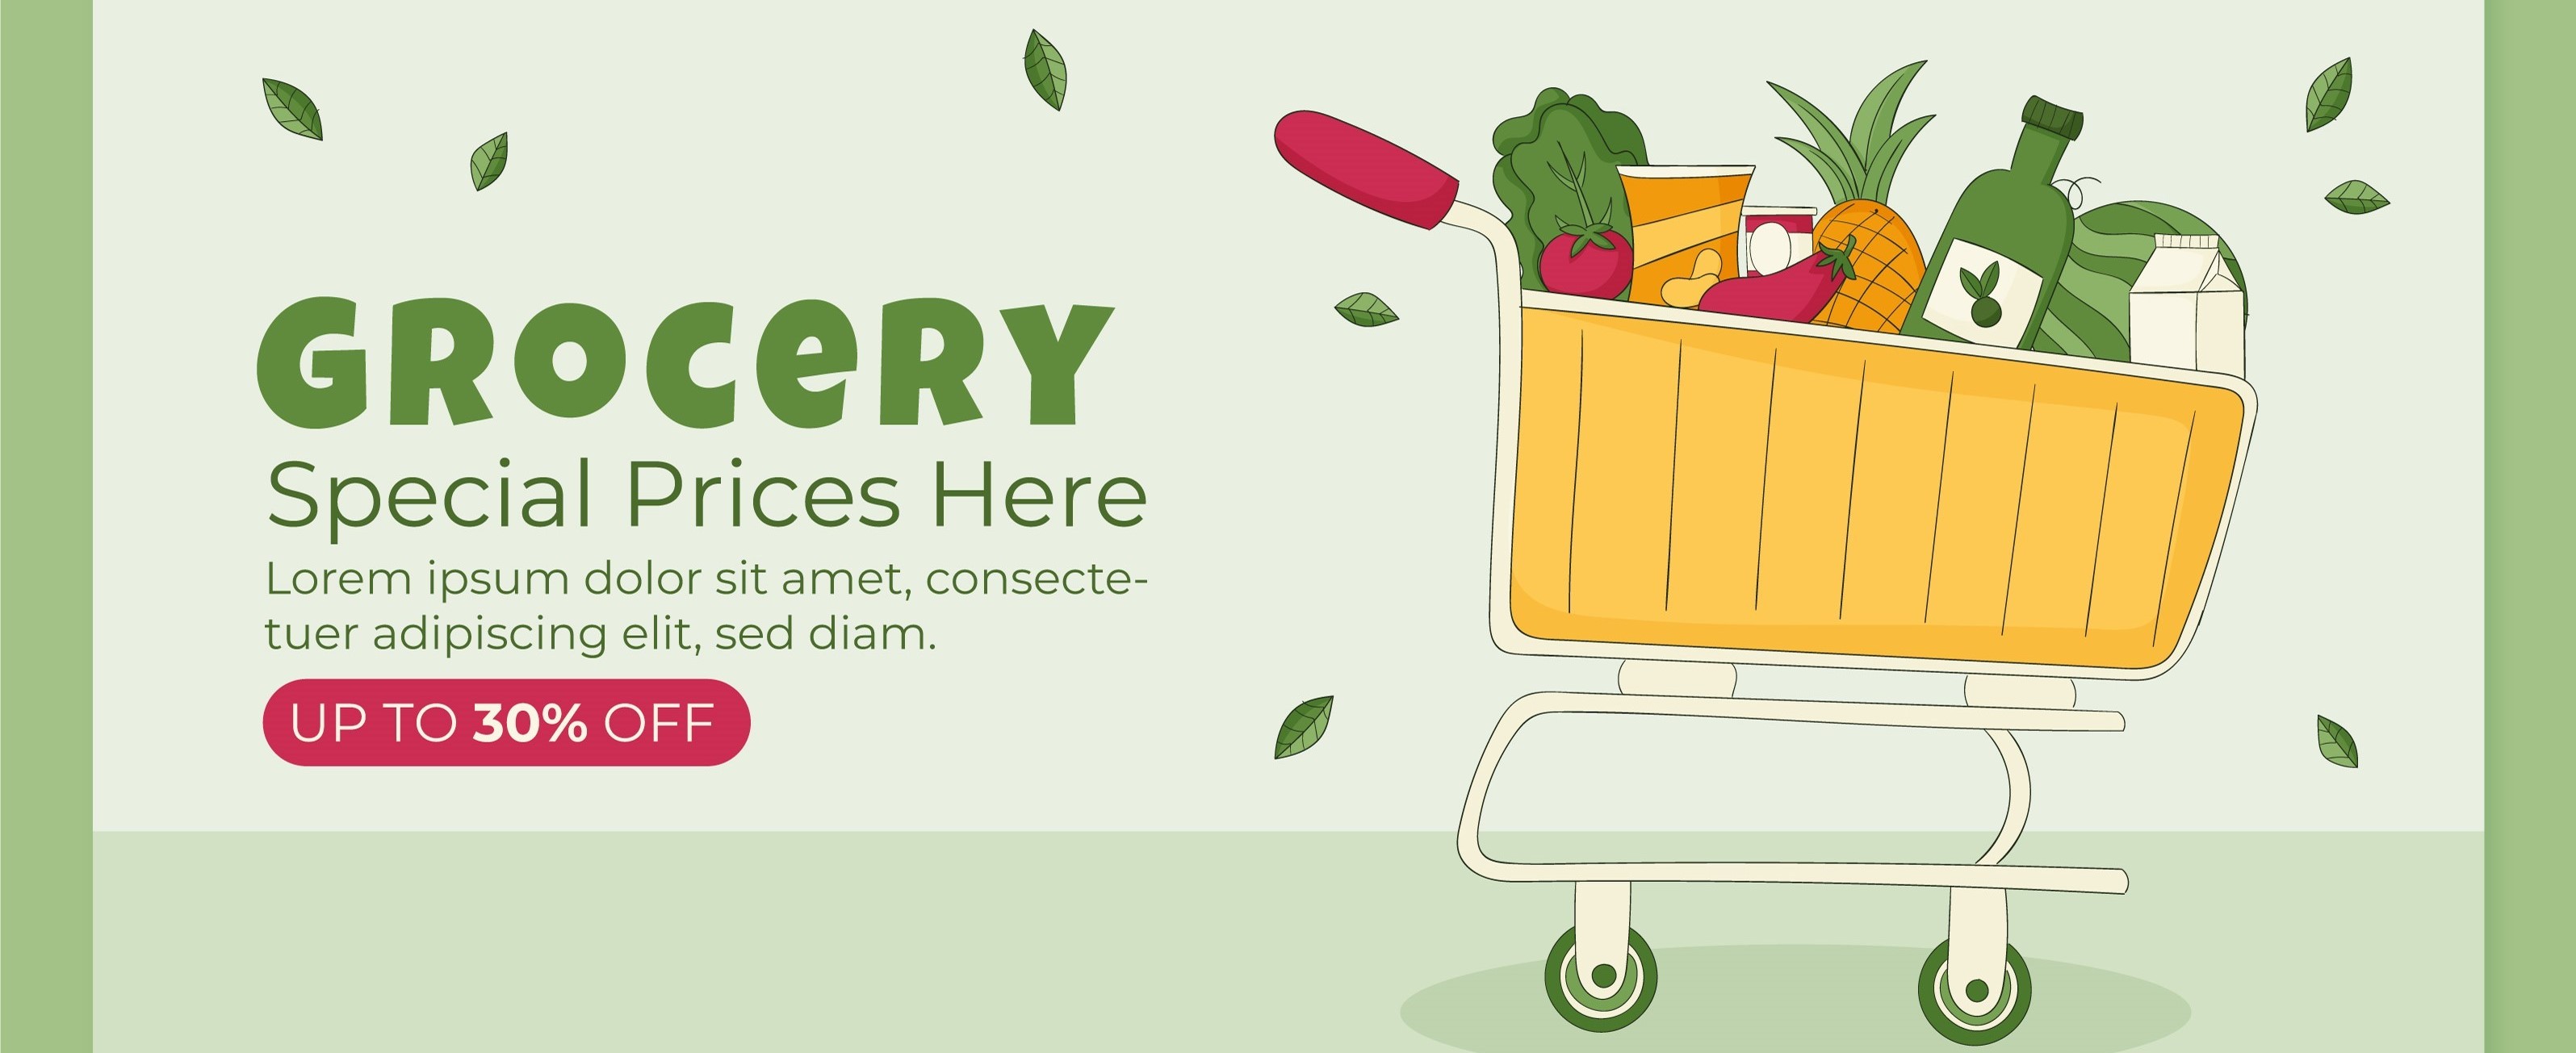 GROCeRY
Special Prices Here
Lorem ipsum dolor sit amet, consecte-
tuer adipiscing elit, sed diam.
UP TO 30% OFF